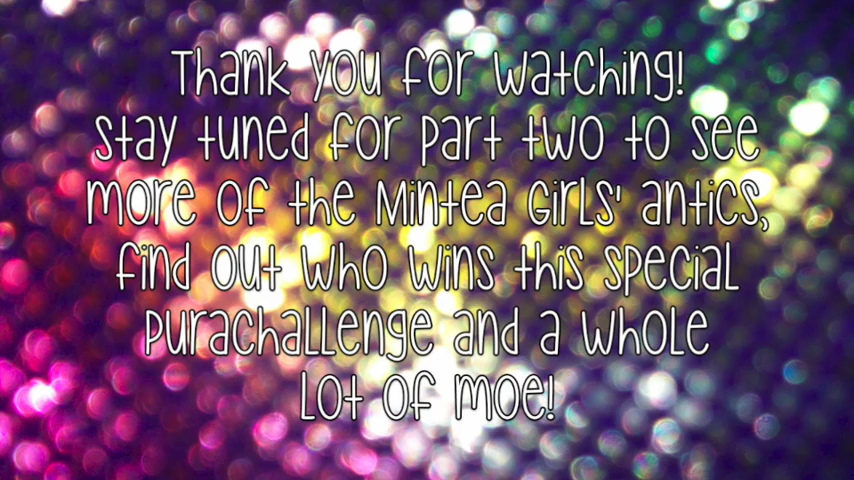 Thank you for watching!
Stay tuned for part two to see
more of the Mintea Girls' antics,
find out who wins this special
Purachallenge and a whole
lot of moe!